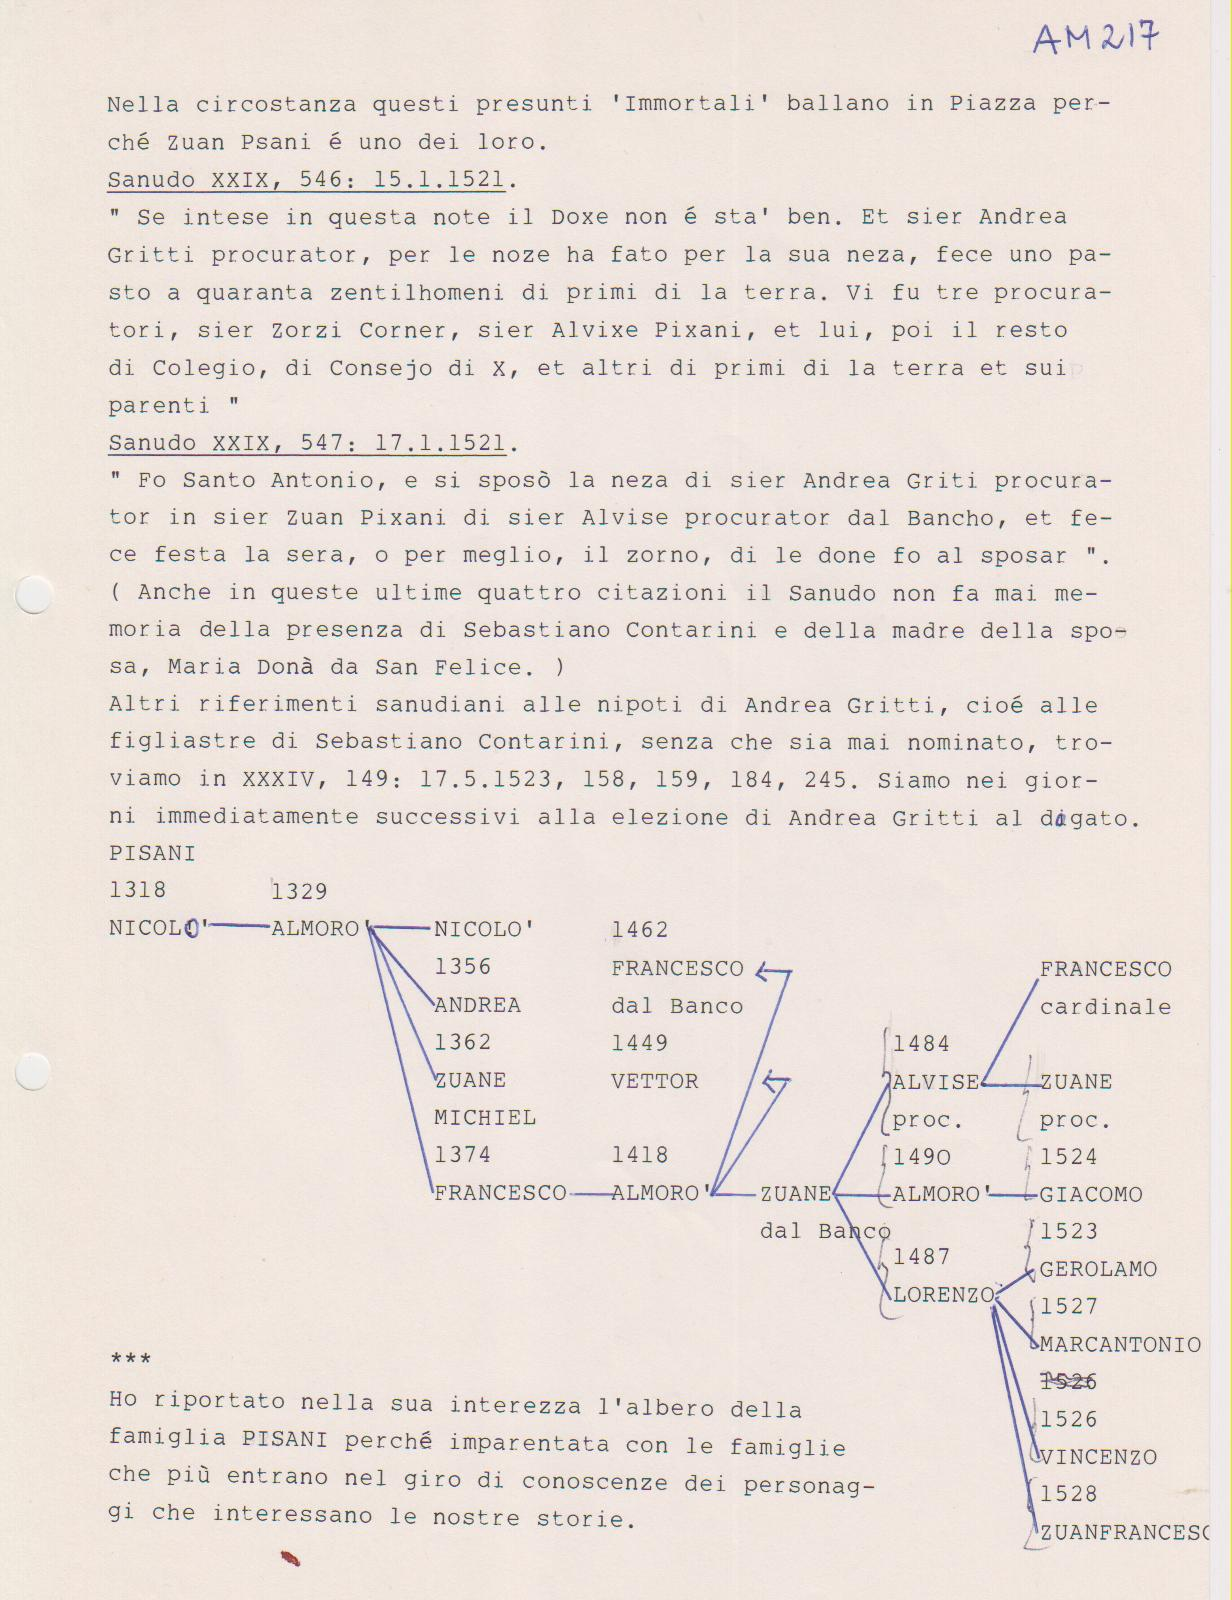 AM217
Nella circostanza questi presunti 'Immortali' ballano in Piazza per-
ché Zuan Psani é uno dei loro.
Sanudo XXIX, 546: 15.1.1521.
" Se intese in questa note il Doxe non é sta' ben. Et sier Andrea
Gritti procurator, per le noze ha fato per la sua neza, fece uno pa-
sto a quaranta zentilhomeni di primi di la terra. Vi fu tre procura-
tori, sier Zorzi Corner, sier Alvixe Pixani, et lui, poi il resto
di Colegio, di Consejo di X, et altri di primi di la terra et sui
parenti "
Sanudo XXIX, 547: 17.1.1521.
" Fo Santo Antonio, e si sposò la neza di sier Andrea Griti procura-
tor in sier Zuan Pixani di sier Alvise procurator dal Bancho, et fe-
ce festa la sera, o per meglio, il zorno, di le done fo al sposar ".
( Anche in queste ultime quattro citazioni il Sanudo non fa mai me-
moria della presenza di Sebastiano Contarini e della madre della spo-
sa, Maria Donà da San Felice. )
Altri riferimenti sanudiani alle nipoti di Andrea Gritti, cioé alle
figliastre di Sebastiano Contarini, senza che sia mai nominato, tro-
viamo in XXXIV, 149: 17.5.1523, 158, 159, 184, 245. Siamo nei gior-
ni immediatamente successivi alla elezione di Andrea Gritti al dogato.
PISANI
1318 1329
NICOLO' ALMORO' NICOLO' 1462
1356 FRANCESCO FRANCESCO
ANDREA dal Banco cardinale
1362 1449 1484
ZUANE VETTOR ALVISE ZUANE
MICHIEL proc. proc.
1374 1418 1490 1524
FRANCESCO ALMORO' ZUANE ALMORO' GIACOMO
dal Banco 1523
1487
GEROLAMO
LORENZO
1527
MARCANTONIO
1526
1526
VINCENZO
1528
ZUANFRANCESC
***
Ho riportato nella sua interezza l'albero della
famiglia PISANI perché imparentata con le famiglie
che più entrano nel giro di conoscenze dei personag-
gi che interessano le nostre storie.